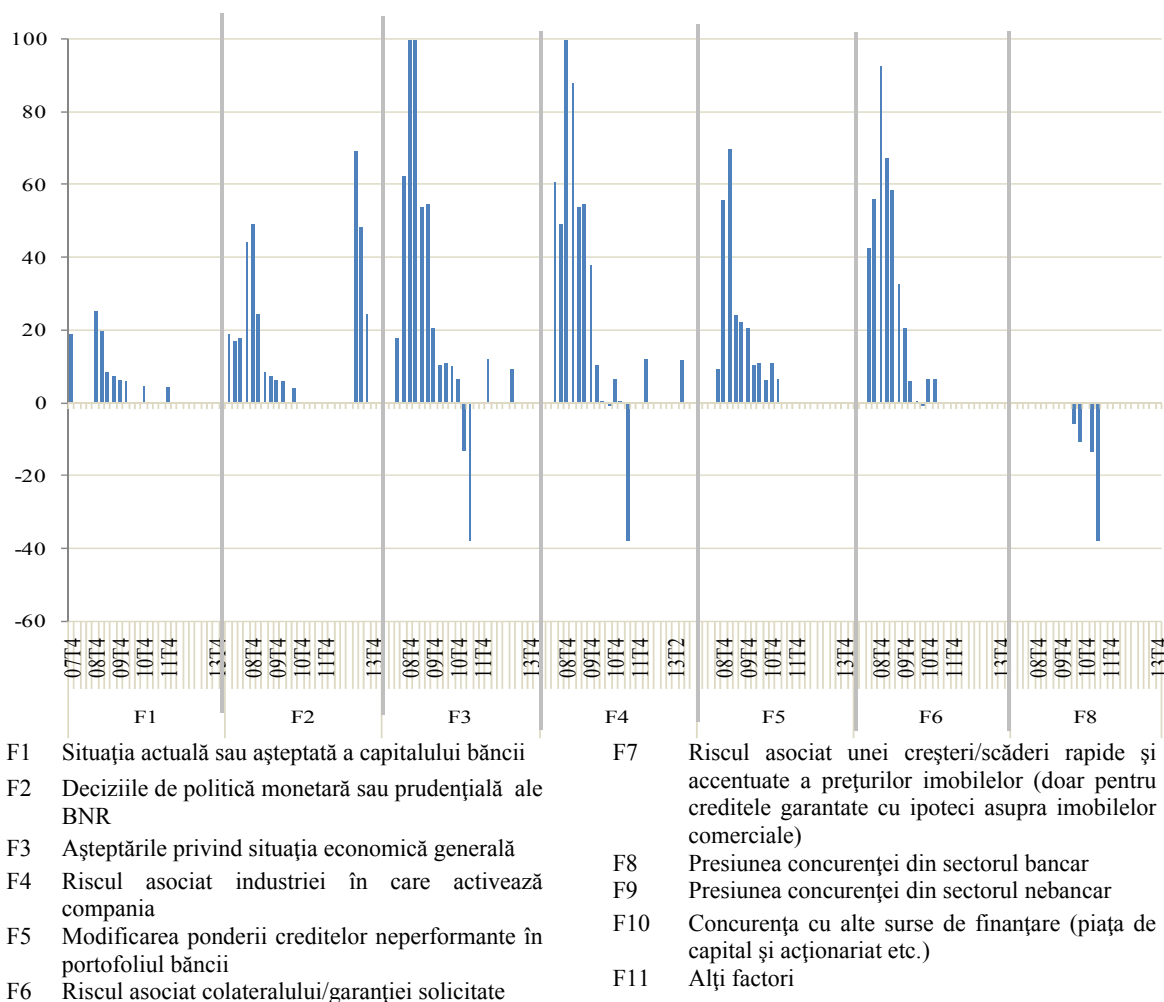 100
80
60
40
20
0
-20
-40
-60
07T4 08T4 09T4 10T4 11T4 13T4 08T4 09T4 10T4 11T4 13T4 08T4 09T4 10T4 11T4 13T4 08T4 09T4 10T4 11T4 13T2 08T4 09T4 10T4 11T4 13T4 08T4 09T4 10T4 11T4 13T4 08T4 09T4 10T4 11T4 13T4
F1 F2 F3 F4 F5 F6 F8
F1 Situaţia actuală sau aşteptată a capitalului băncii
F2 Deciziile de politică monetară sau prudenţială ale
BNR
F3 Aşteptările privind situaţia economică generală
F4 Riscul asociat industriei în care activează
compania
F5 Modificarea ponderii creditelor neperformante în
portofoliul băncii
F6 Riscul asociat colateralului/garanţiei solicitate
F7 Riscul asociat unei creşteri/scăderi rapide şi
accentuate a preţurilor imobilelor (doar pentru
creditele garantate cu ipoteci asupra imobilelor
comerciale)
F8 Presiunea concurenţei din sectorul bancar
F9 Presiunea concurenţei din sectorul nebancar
F10 Concurenţa cu alte surse de finanţare (piaţa de
capital şi acţionariat etc.)
F11 Alţi factori